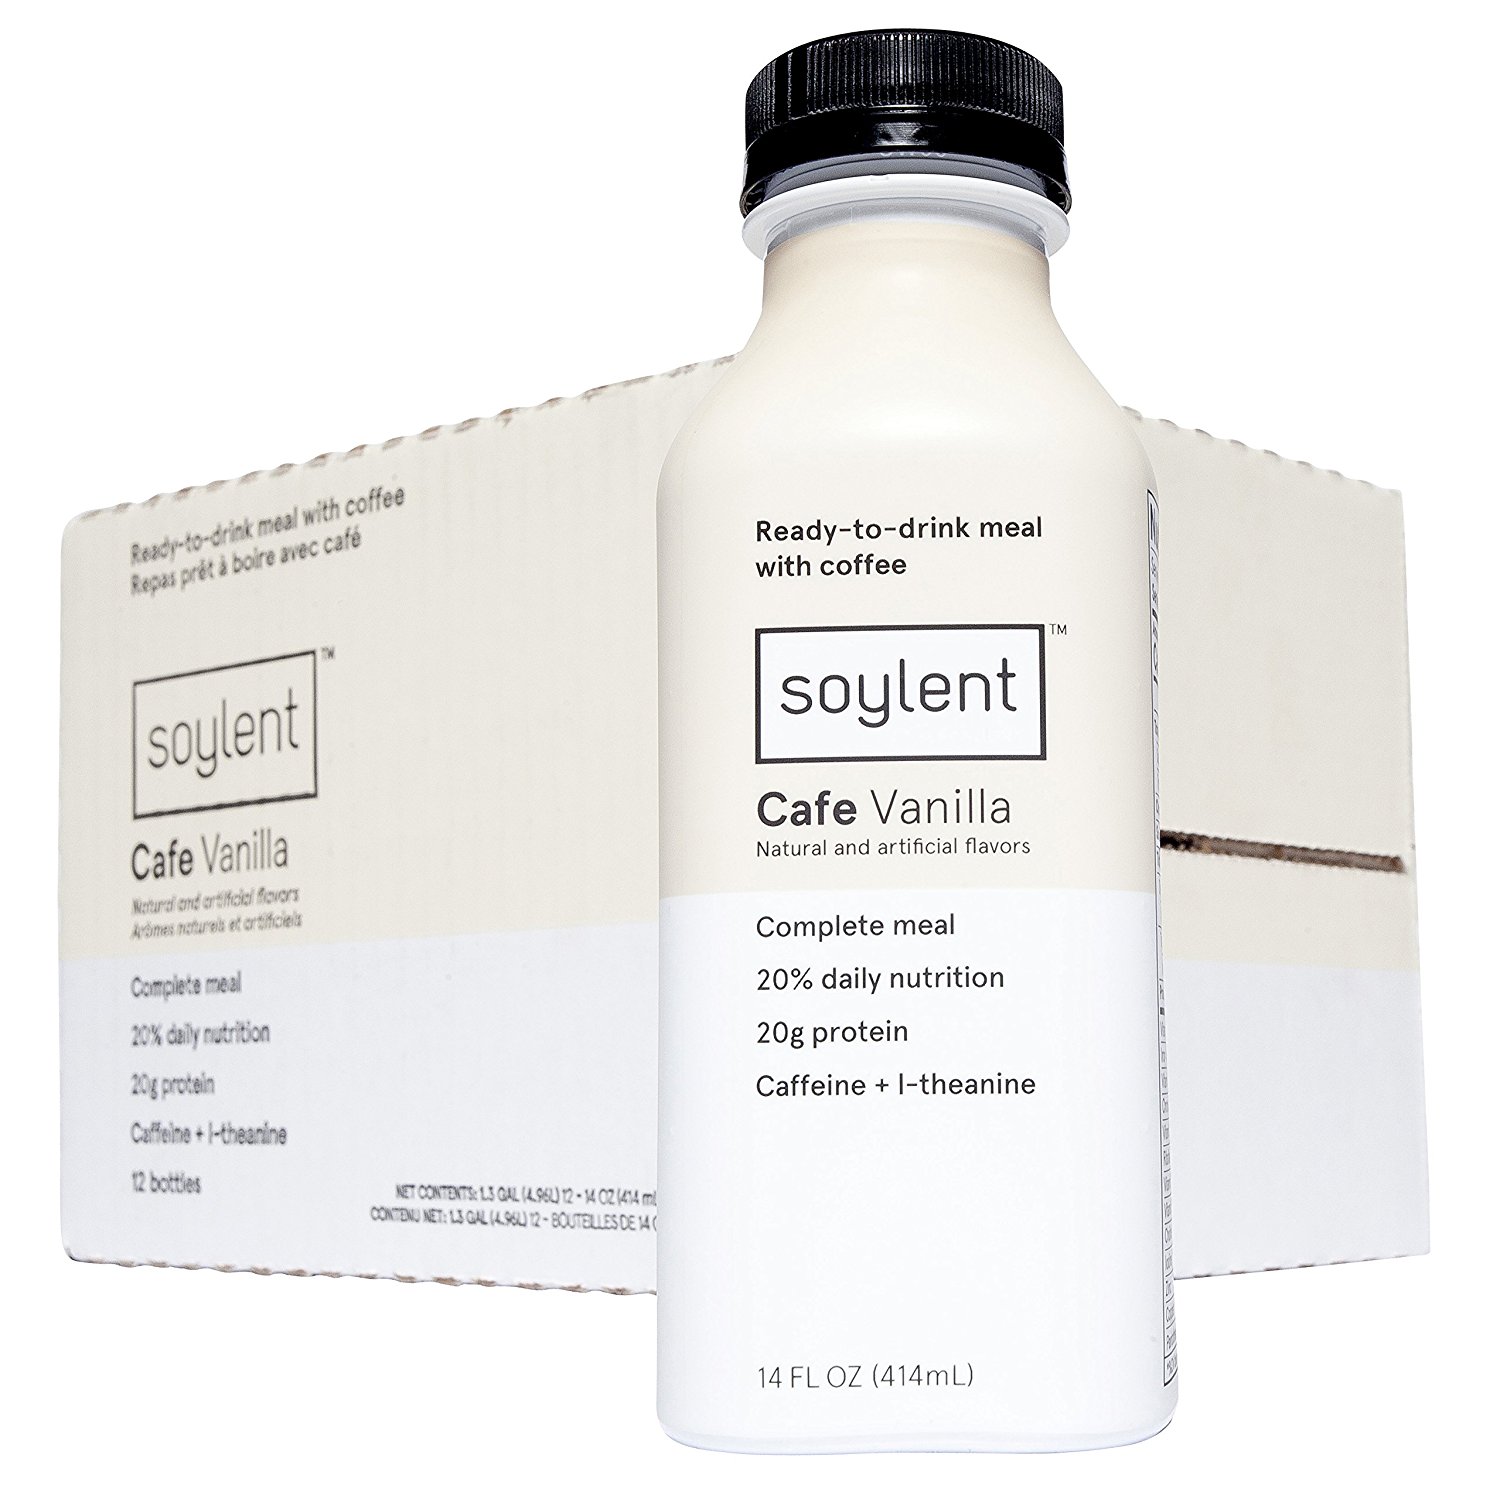 Ready-to-drink meal with coffee
Repas prêt à boire avec café
soylent™
Cafe Vanilla
Natural and artificial flavors
Arômes naturels et artificiels
Complete meal
20% daily nutrition
20g protein
Caffeine + l-theanine
12 bottles
NET CONTENTS: 1.3 GAL (4.96L) 12 - 14 OZ (414 mL
CONTENU NET: 1.3 GAL (4.96L) 12 - BOUTEILLES DE 14
Ready-to-drink meal
with coffee
soylent™
Cafe Vanilla
Natural and artificial flavors
Complete meal
20% daily nutrition
20g protein
Caffeine + l-theanine
14 FL OZ (414mL)